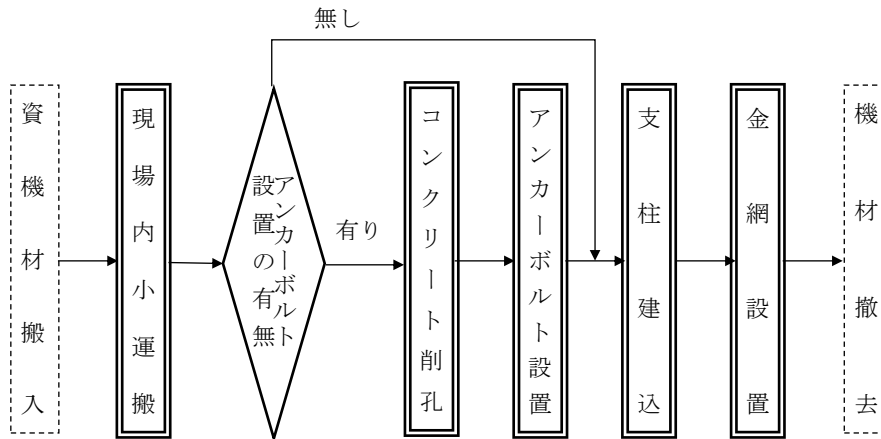 無し
資機材搬入
現場内小運搬
アンカーボルト
設置の有無
有り
コンクリート削孔
アンカーボルト設置
支柱建込
金網設置
機材撤去